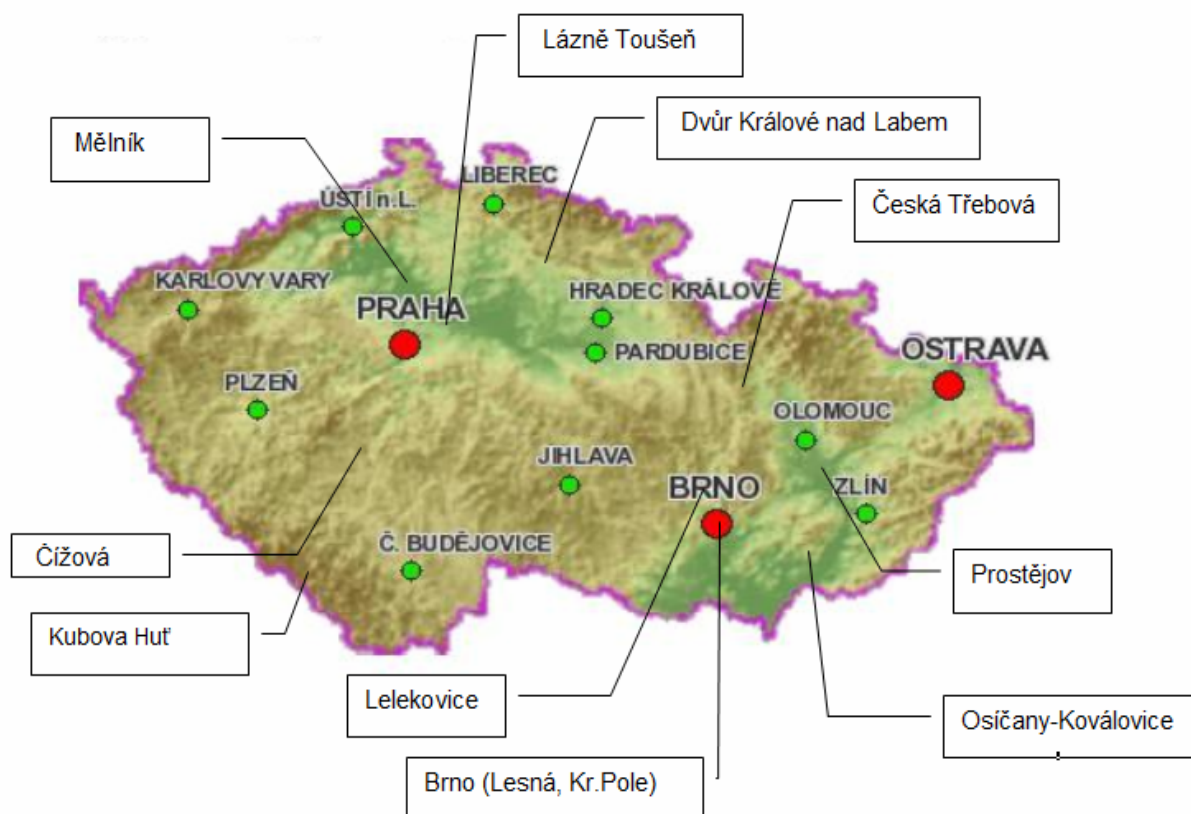 Lázně Toušeň
Mělník
Dvůr Králové nad Labem
LIBEREC
ÚSTÍ n.L.
Česká Třebová
KARLOVY VARY
HRADEC KRÁLOVÉ
PRAHA
PARDUBICE
OSTRAVA
PLZEŇ
OLOMOUC
JIHLAVA
BRNO
ZLÍN
Č. BUDĚJOVICE
Čížová
Prostějov
Kubova Huť
Lelekovice
Osíčany-Koválovice
Brno (Lesná, Kr.Pole)